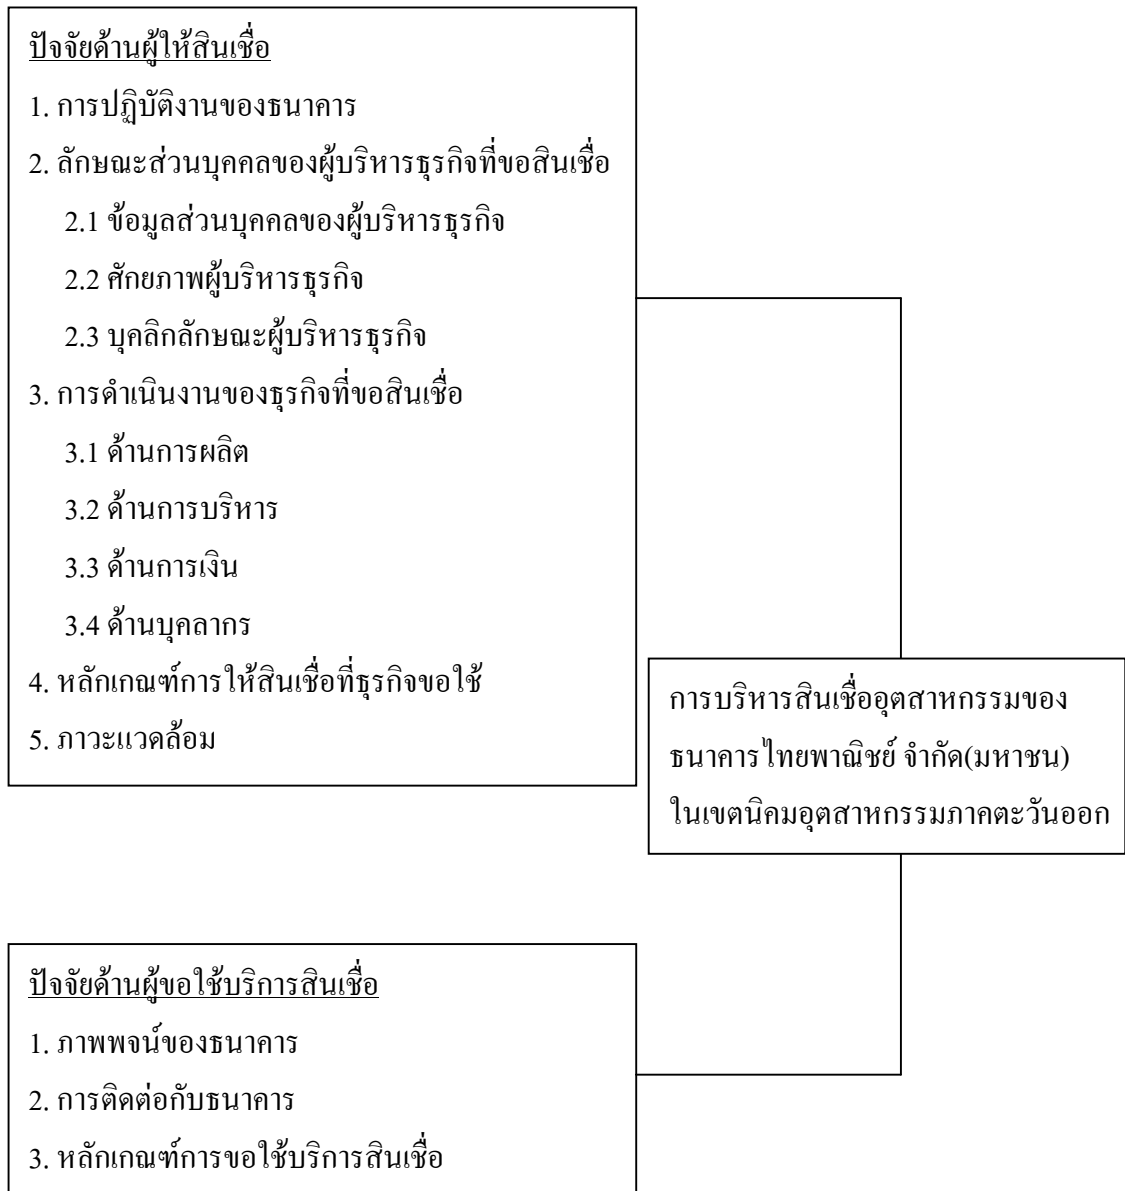 ปัจจัยด้านผู้ให้สินเชื่อ
1. การปฏิบัติงานของธนาคาร
2. ลักษณะส่วนบุคคลของผู้บริหารธุรกิจที่ขอสินเชื่อ
2.1 ข้อมูลส่วนบุคคลของผู้บริหารธุรกิจ
2.2 ศักยภาพผู้บริหารธุรกิจ
2.3 บุคลิกลักษณะผู้บริหารธุรกิจ
3. การดำเนินงานของธุรกิจที่ขอสินเชื่อ
3.1 ด้านการผลิต
3.2 ด้านการบริหาร
3.3 ด้านการเงิน
3.4 ด้านบุคลากร
4. หลักเกณฑ์การให้สินเชื่อที่ธุรกิจขอใช้
5. ภาวะแวดล้อม
การบริหารสินเชื่ออุตสาหกรรมของ
ธนาคารไทยพาณิชย์ จำกัด(มหาชน)
ในเขตนิคมอุตสาหกรรมภาคตะวันออก
ปัจจัยด้านผู้ขอใช้บริการสินเชื่อ
1. ภาพพจน์ของธนาคาร
2. การติดต่อกับธนาคาร
3. หลักเกณฑ์การขอใช้บริการสินเชื่อ